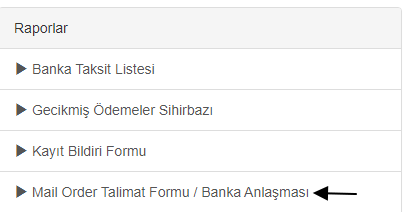 Raporlar
Banka Taksit Listesi
Gecikmiş Ödemeler Sihirbazı
Kayıt Bildiri Formu
Mail Order Talimat Formu / Banka Anlaşması